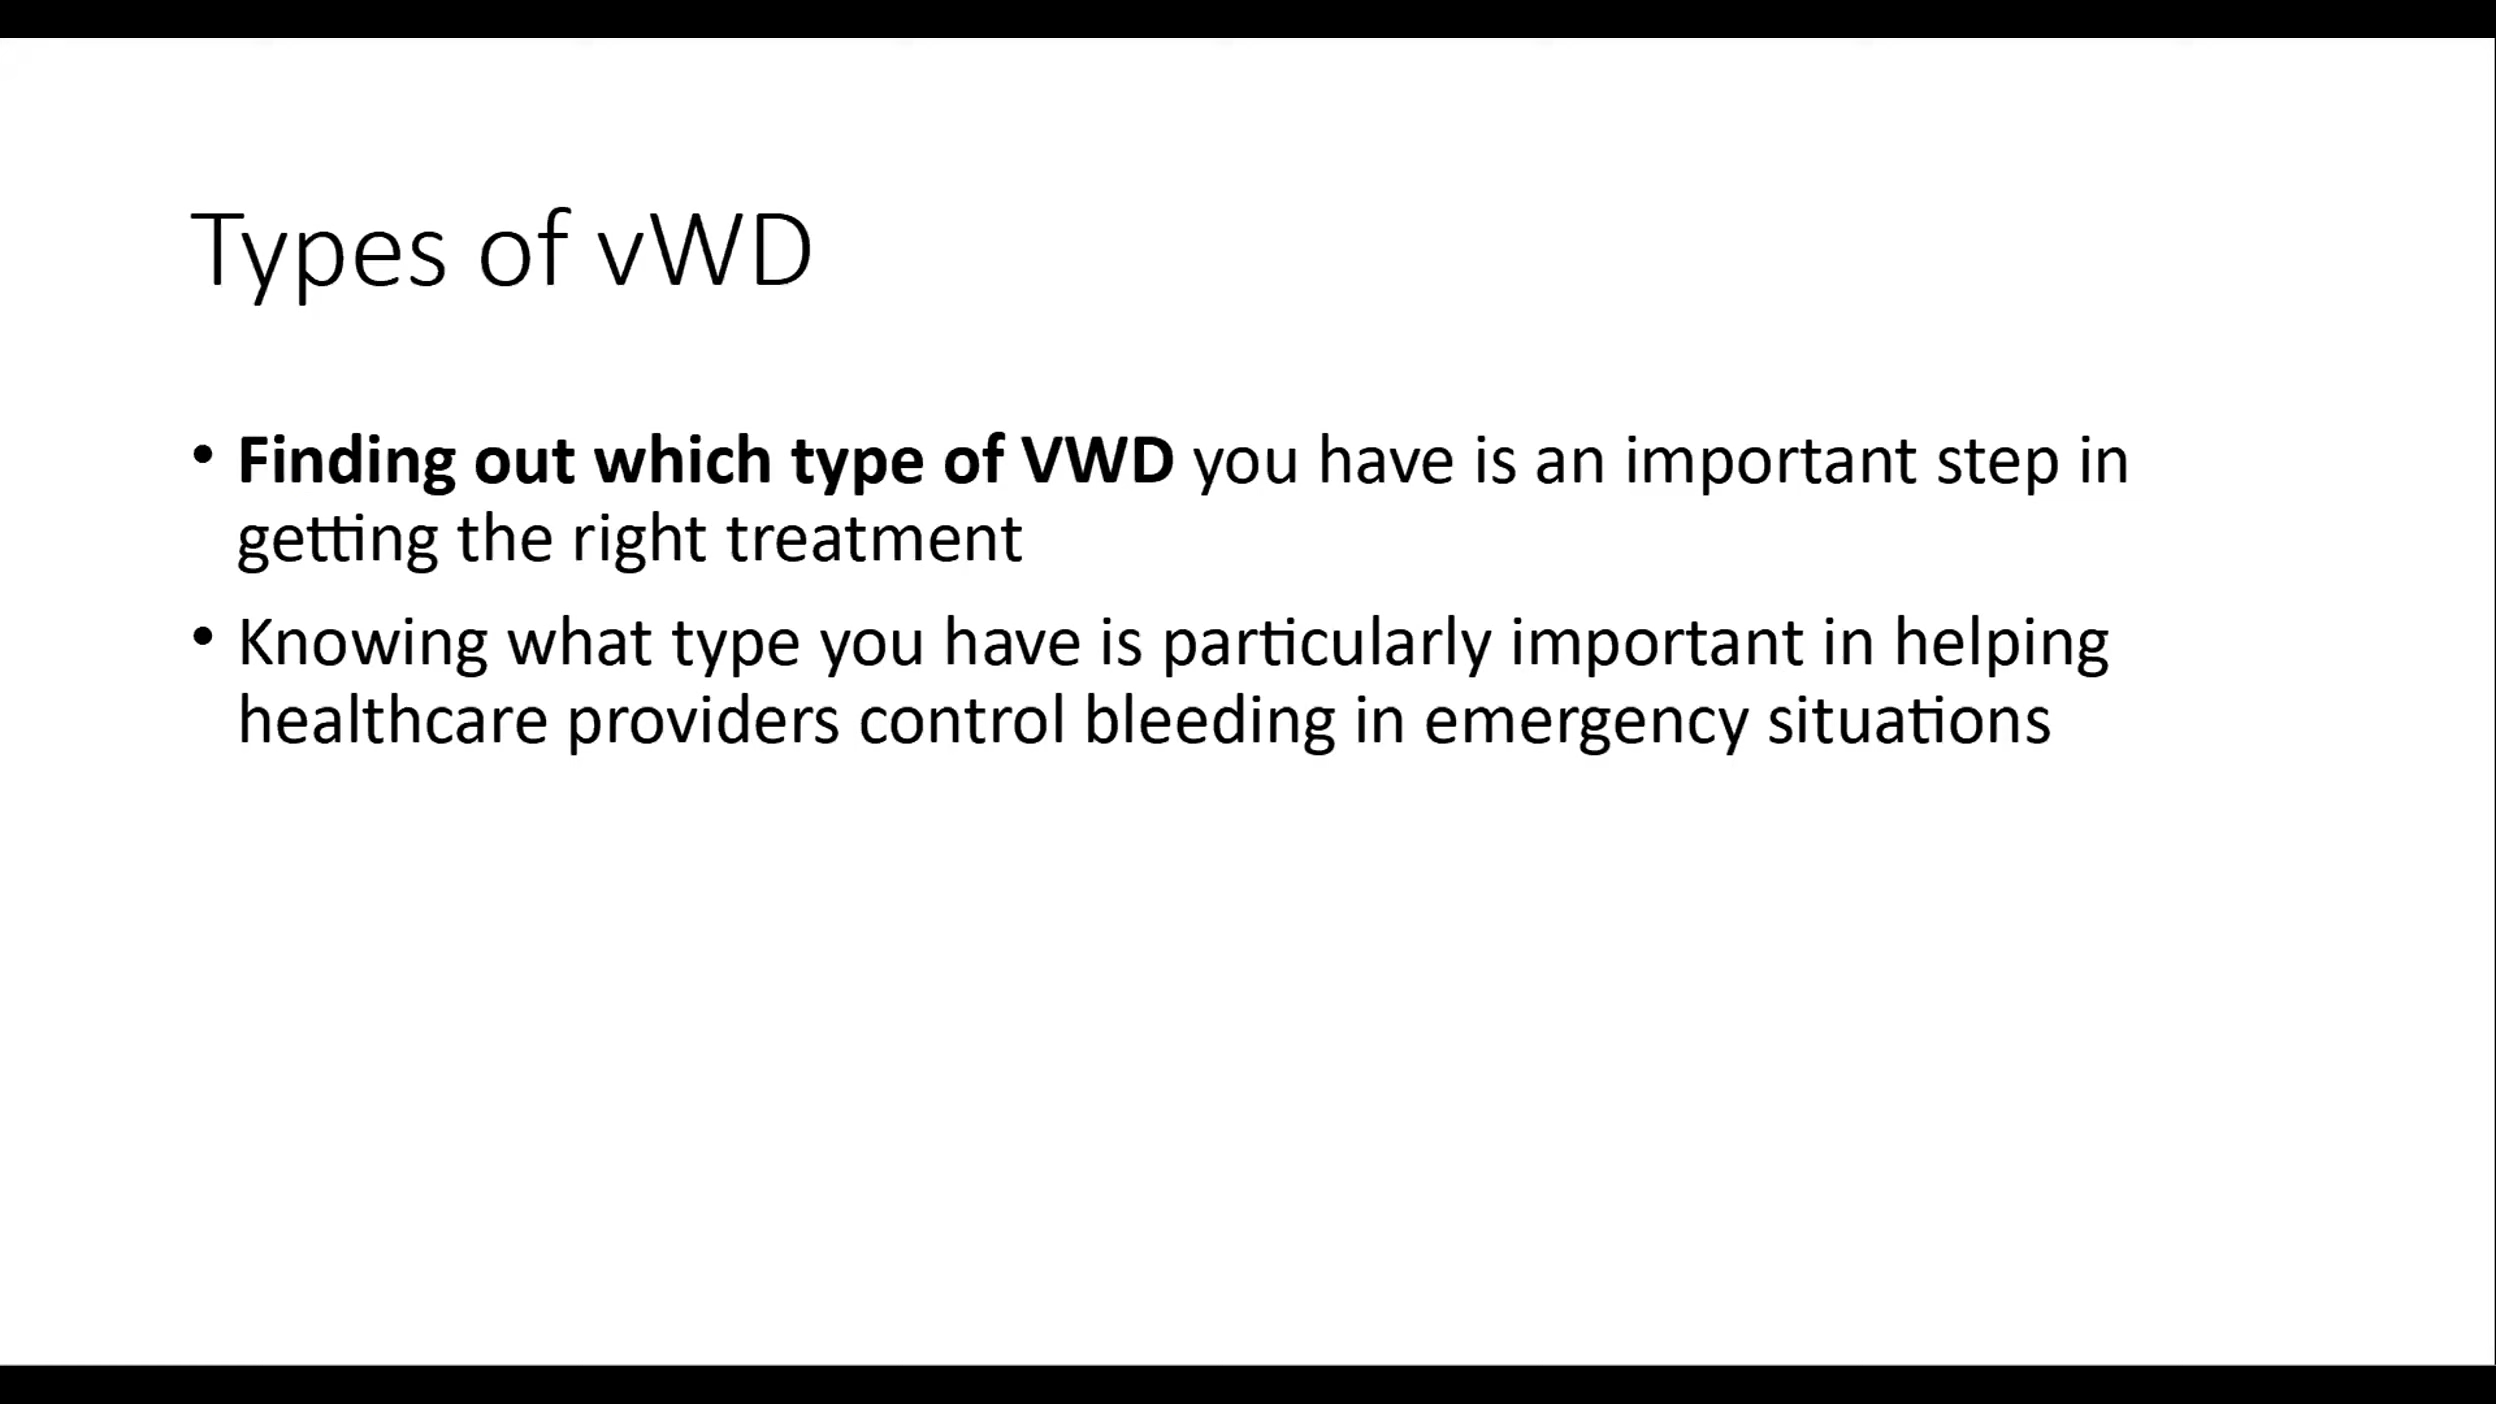 Types of vWD
• Finding out which type of VWD you have is an important step in
getting the right treatment
• Knowing what type you have is particularly important in helping
healthcare providers control bleeding in emergency situations